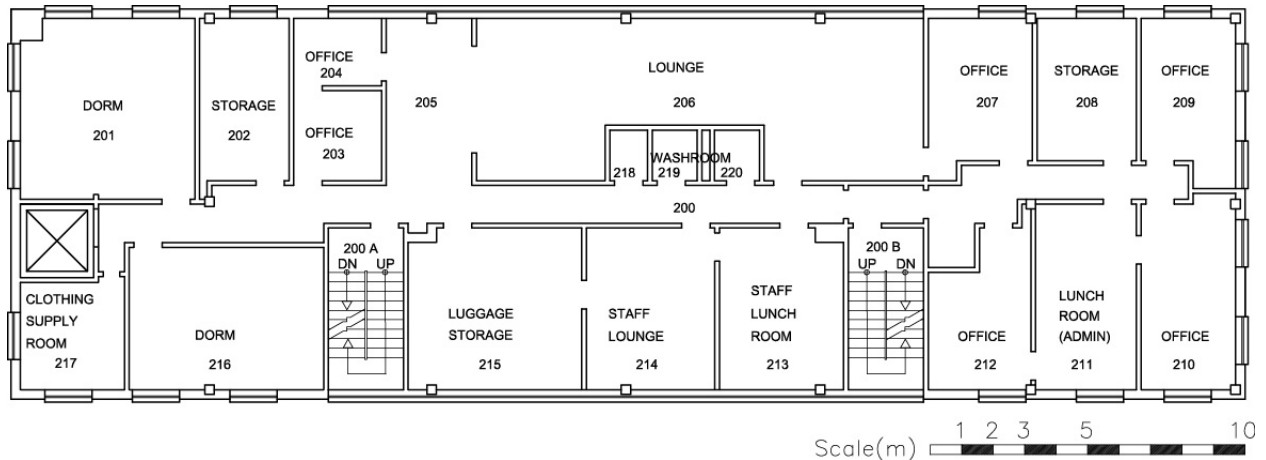 DORM
201
STORAGE
202
OFFICE
204
OFFICE
203
205
LOUNGE
206
WASHROOM
218
219
220
OFFICE
207
STORAGE
208
OFFICE
209
200
200 A
DN
UP
200 B
UP
DN
CLOTHING
SUPPLY
ROOM
217
DORM
216
LUGGAGE
STORAGE
215
STAFF
LOUNGE
214
STAFF
LUNCH
ROOM
213
OFFICE
212
LUNCH
ROOM
(ADMIN)
211
OFFICE
210
Scale(m)
1 2 3 5 10